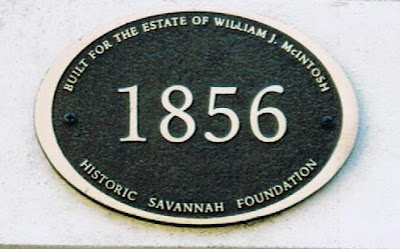 BUILT FOR THE ESTATE OF WILLIAM J. McINTOSH
1856
HISTORIC SAVANNAH FOUNDATION